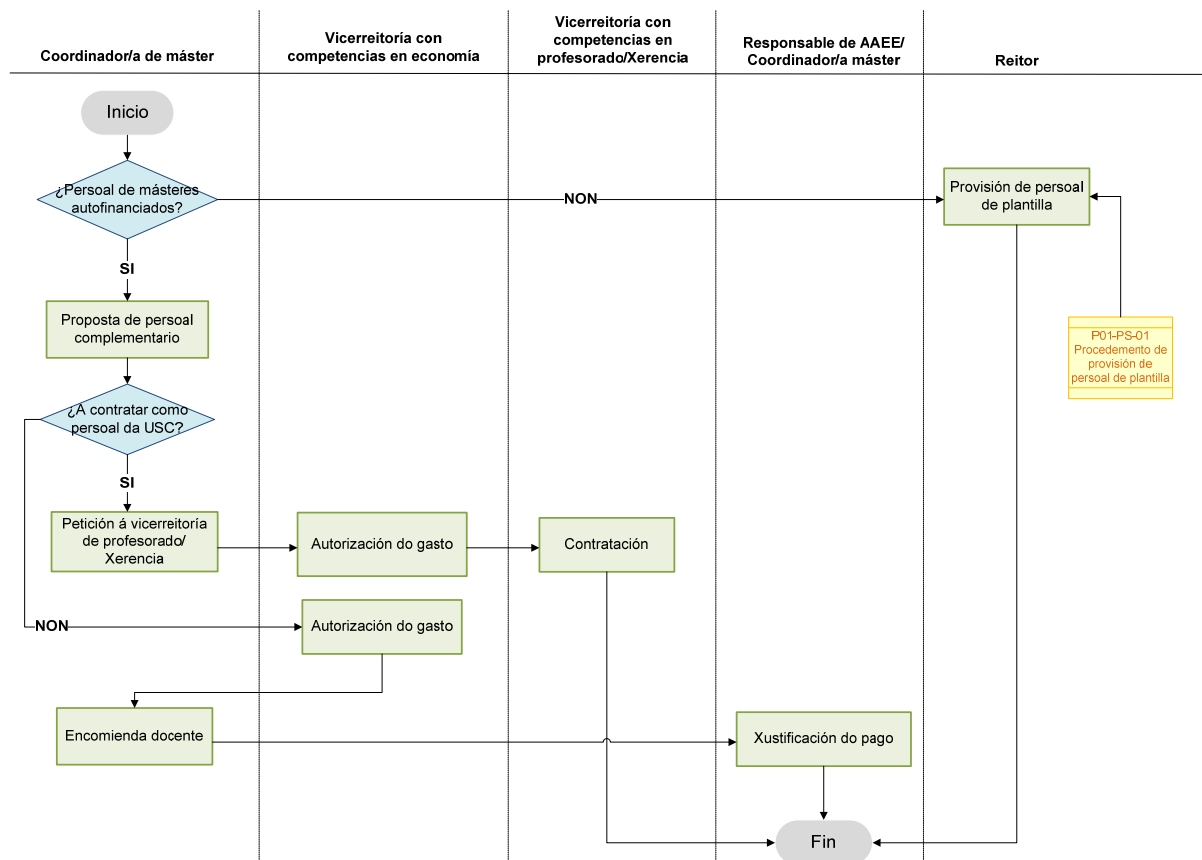 Coordinador/a de máster
Vicerreitoría con
competencias en economía
Vicerreitoría con
competencias en
profesorado/Xerencia
Responsable de AAEE/
Coordinador/a máster
Reitor
Inicio
¿Persoal de másteres
autofinanciados?
NON
Provisión de persoal
de plantilla
SI
Proposta de persoal
complementario
P01-PS-01
Procedemento de
provisión de
persoal de plantilla
¿A contratar como
persoal da USC?
SI
Petición á vicerreitoría
de profesorado/
Xerencia
Autorización do gasto
Contratación
NON
Autorización do gasto
Encomienda docente
Xustificación do pago
Fin